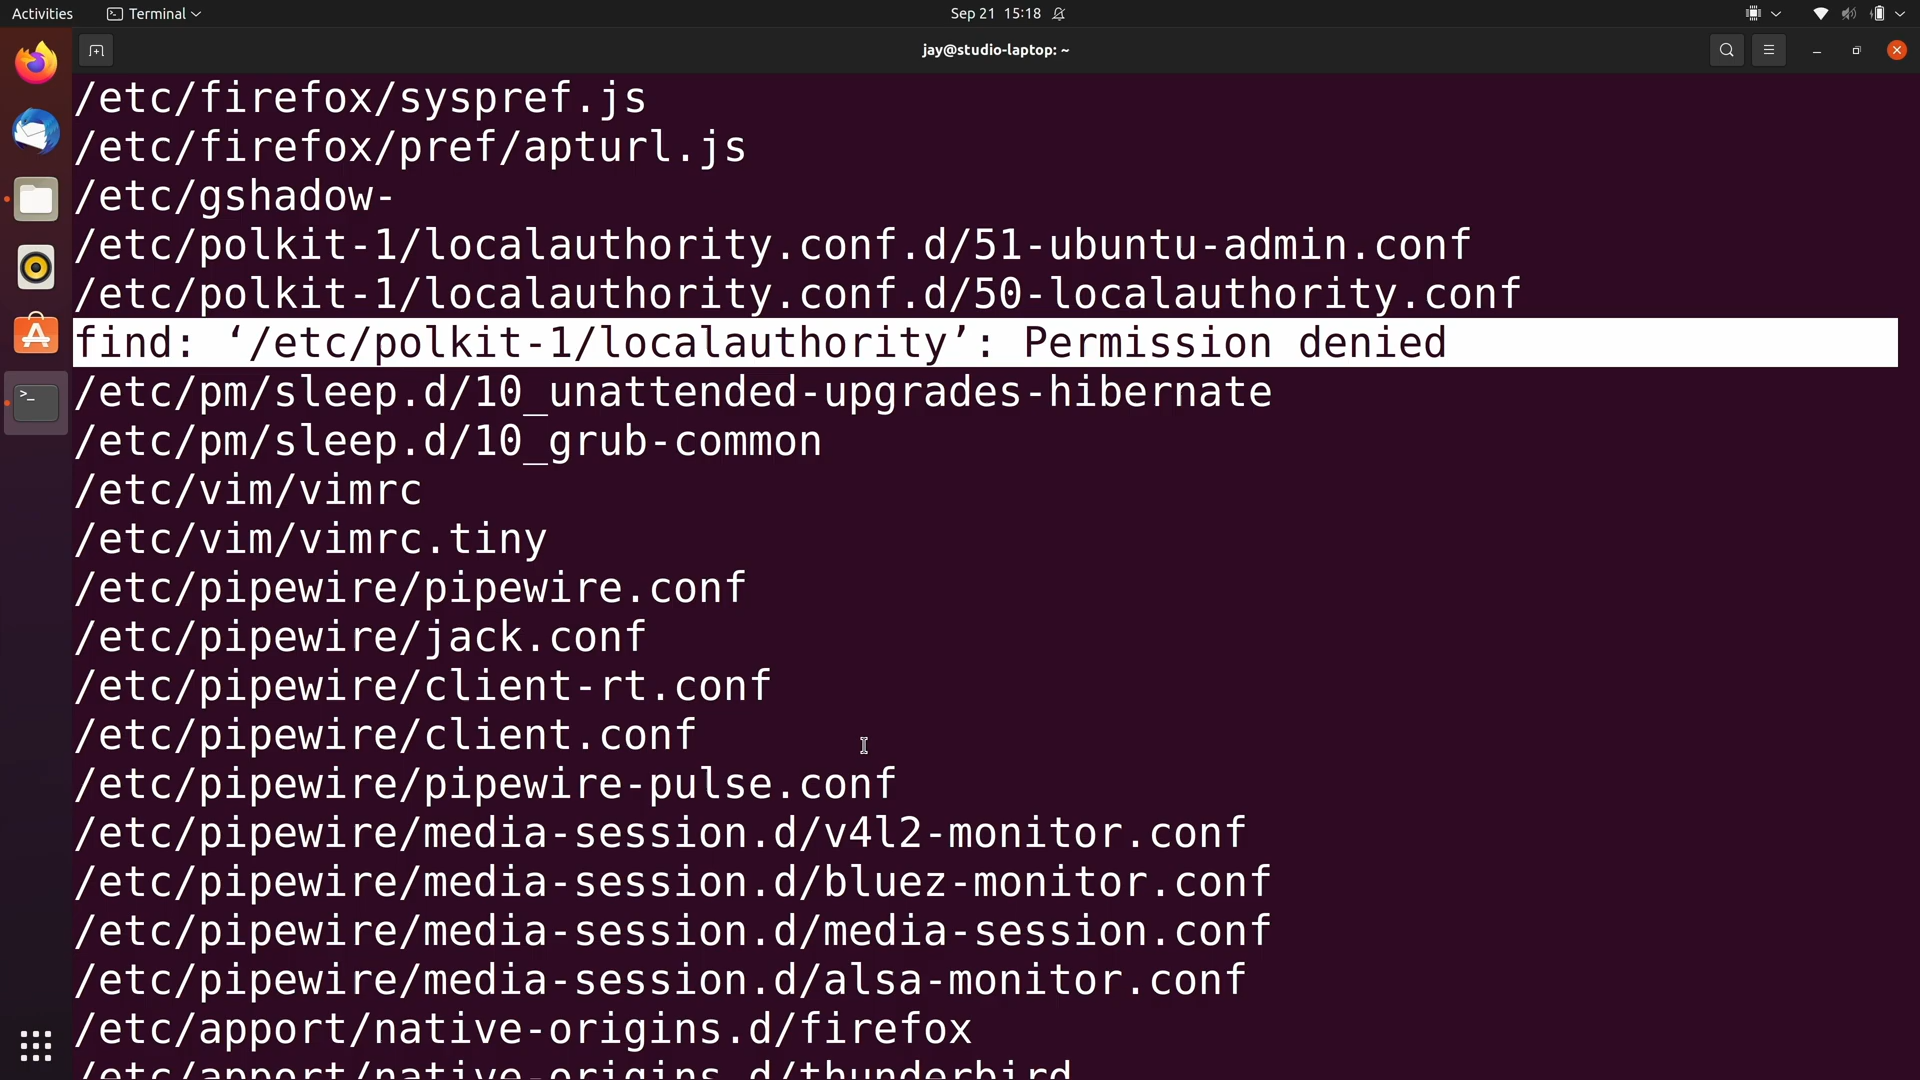 Activities
Terminal
Sep 21 15:18
jay@studio-laptop: ~
/etc/firefox/syspref.js
/etc/firefox/pref/apturl.js
/etc/gshadow-
/etc/polkit-1/localauthority.conf.d/51-ubuntu-admin.conf
/etc/polkit-1/localauthority.conf.d/50-localauthority.conf
find: ‘/etc/polkit-1/localauthority’: Permission denied
/etc/pm/sleep.d/10_unattended-upgrades-hibernate
/etc/pm/sleep.d/10_grub-common
/etc/vim/vimrc
/etc/vim/vimrc.tiny
/etc/pipewire/pipewire.conf
/etc/pipewire/jack.conf
/etc/pipewire/client-rt.conf
/etc/pipewire/client.conf
/etc/pipewire/pipewire-pulse.conf
/etc/pipewire/media-session.d/v4l2-monitor.conf
/etc/pipewire/media-session.d/bluez-monitor.conf
/etc/pipewire/media-session.d/media-session.conf
/etc/pipewire/media-session.d/alsa-monitor.conf
/etc/apport/native-origins.d/firefox
/etc/apport/native-origins.d/thunderbird